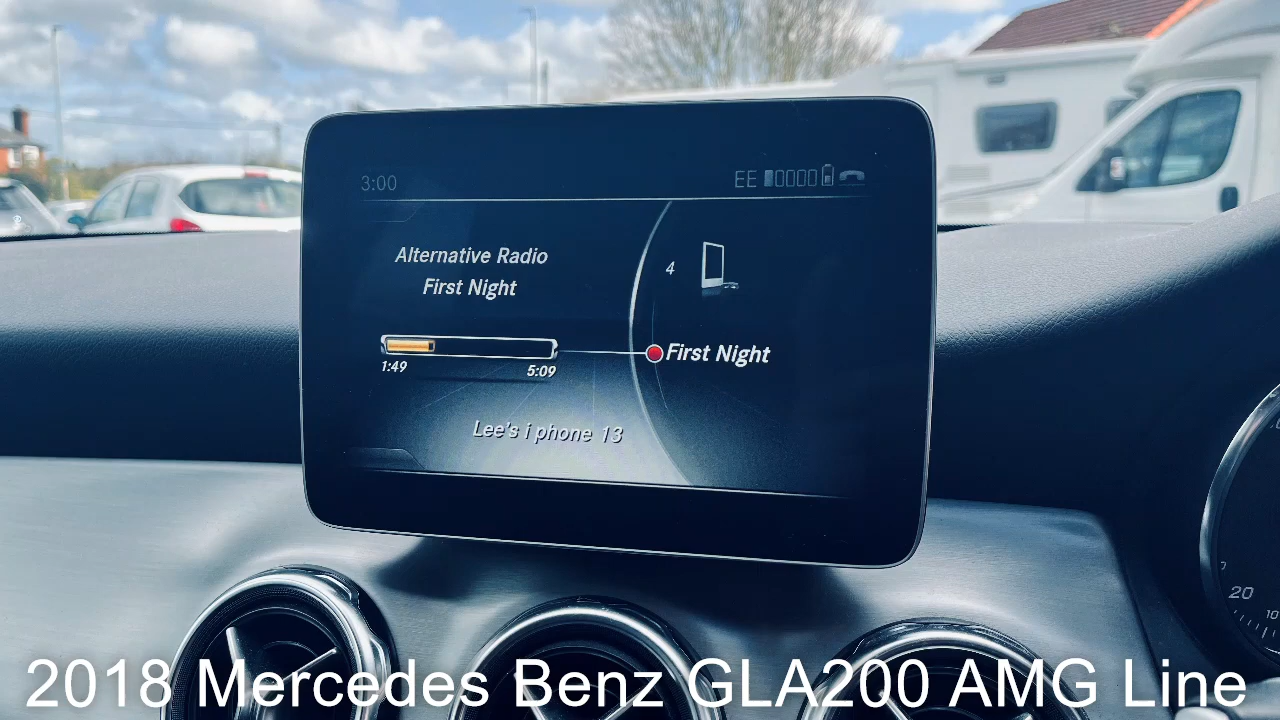 3:00
EE
Alternative Radio
First Night
4
First Night
1:49
5:09
Lee's i phone 13
20
10
2018 Mercedes Benz GLA200 AMG Line